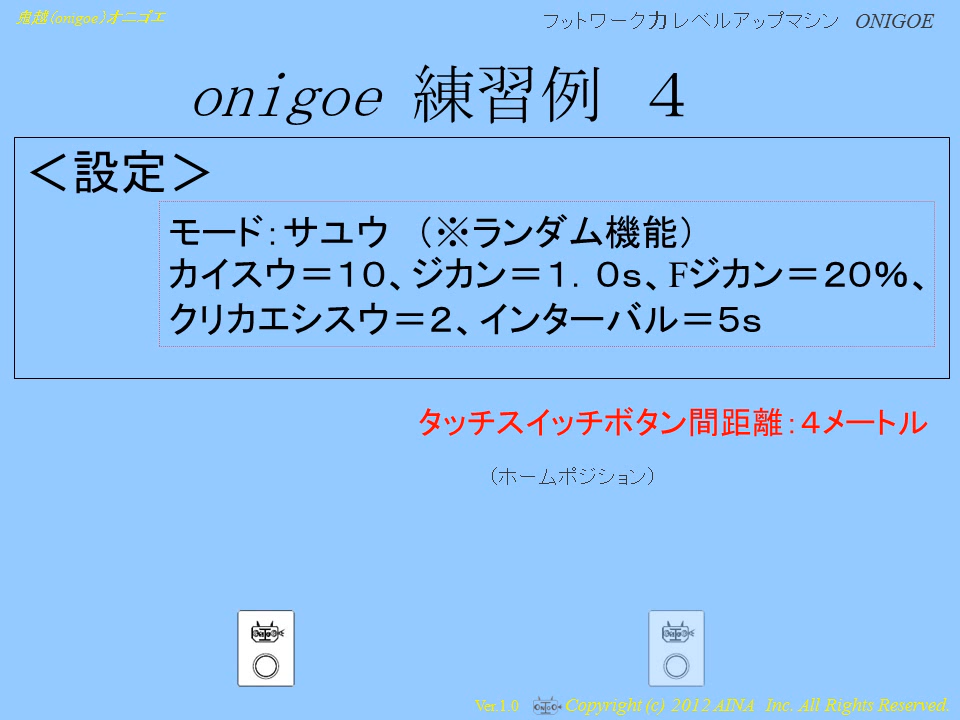 鬼越（onigoe）オニゴエ
フットワーク力 レベルアップマシン ONIGOE
onigoe 練習例 ４
＜設定＞
モード：サユウ （※ランダム機能）
カイスウ＝１０、ジカン＝１．０ｓ、Fジカン＝２０％、
クリカエシスウ＝２、インターバル＝５ｓ
タッチスイッチボタン間距離：４メートル
（ホームポジション）
Ver.1.0 Copyright (c) 2012 AINA Inc. All Rights Reserved.